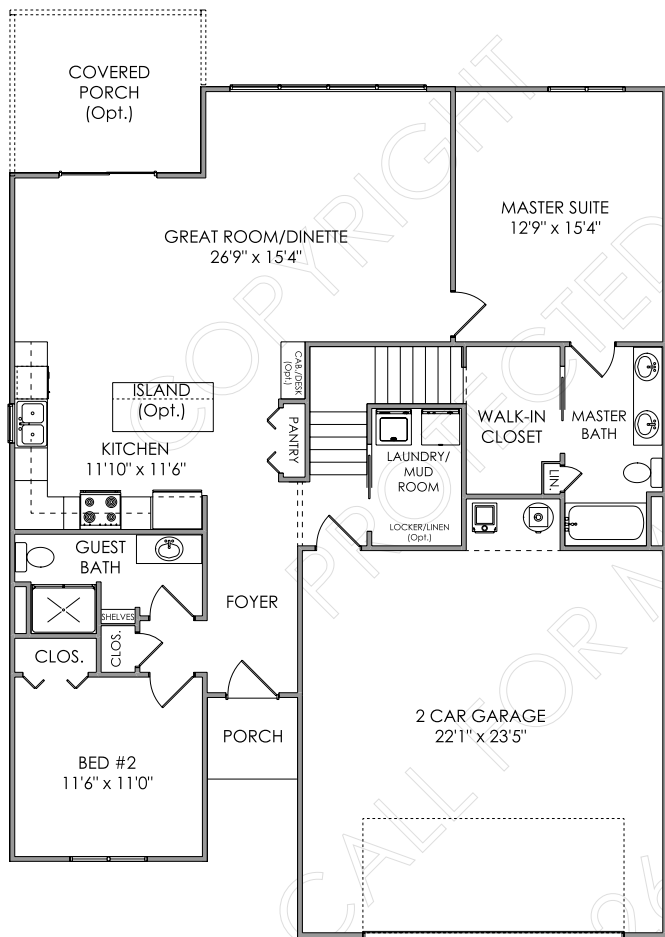 COVERED
PORCH
(Opt.)
MASTER SUITE
12'9" x 15'4"
GREAT ROOM/DINETTE
26'9" x 15'4"
CAB./DESK
(Opt.)
ISLAND
(Opt.)
KITCHEN
11'10" x 11'6"
PANTRY
WALK-IN
CLOSET
MASTER
BATH
LAUNDRY/
MUD
ROOM
LIN.
LOCKER/LINEN
(Opt.)
GUEST
BATH
FOYER
SHELVES
CLOS.
CLOS.
PORCH
2 CAR GARAGE
22'1" x 23'5"
BED #2
11'6" x 11'0"
COPYRIGHT
PROTECTED
CALL FOR